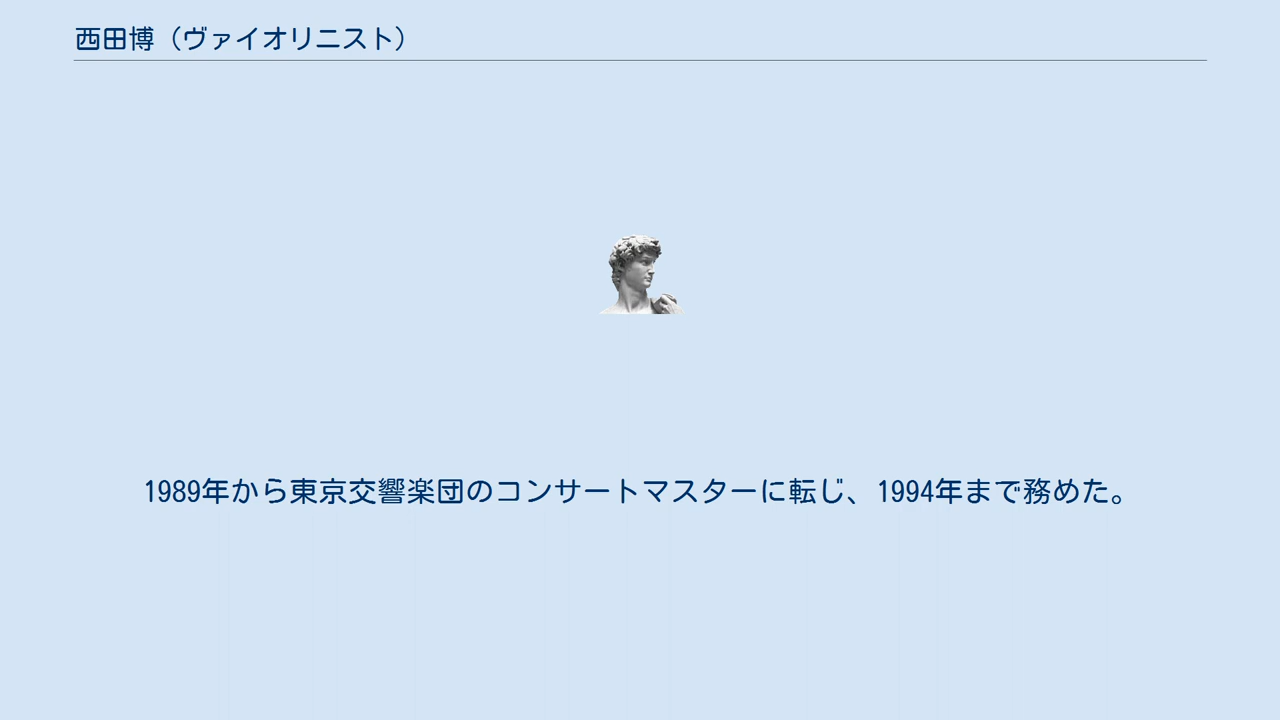 西田博（ヴァイオリニスト）
1989年から東京交響楽団のコンサートマスターに転じ、1994年まで務めた。